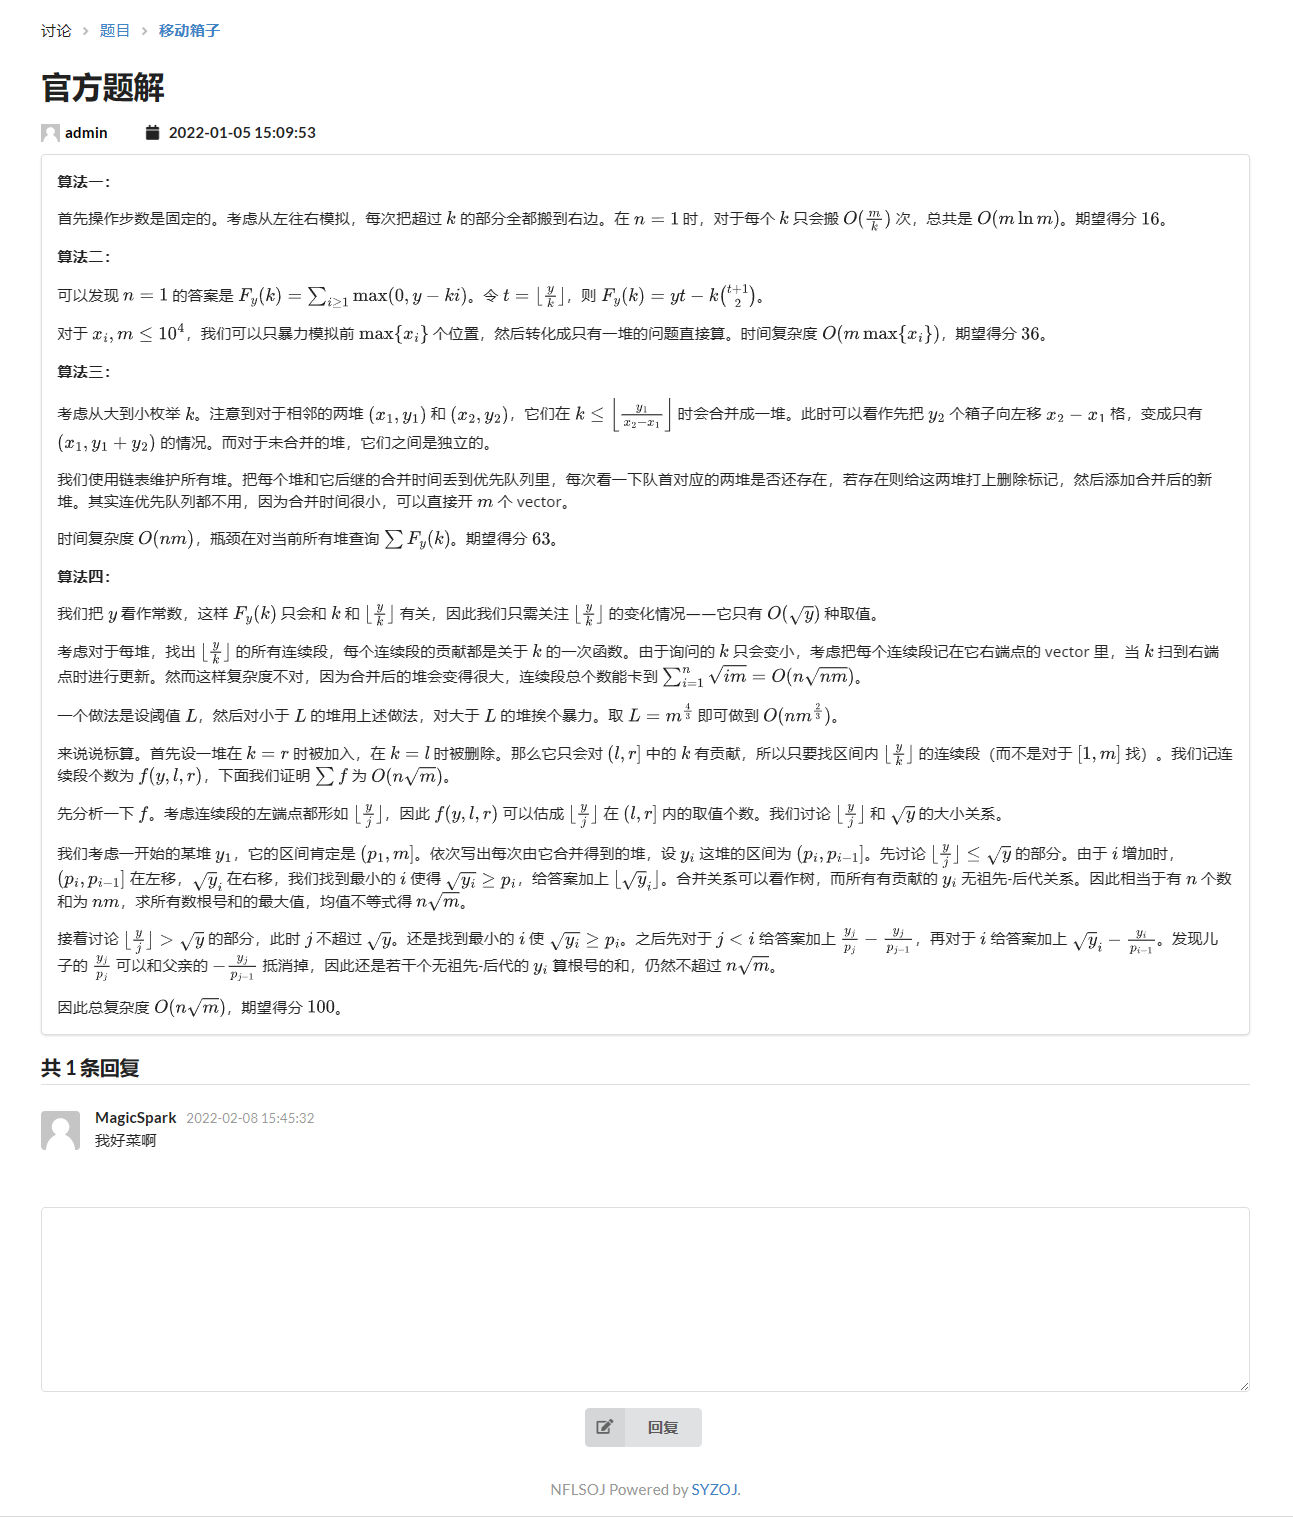 讨论 > 题目 > 移动箱子
官方题解
admin 2022-01-05 15:09:53
算法一：
首先操作步数是固定的。考虑从左往右模拟，每次把超过 $k$ 的部分全都搬到右边。在 $n = 1$ 时，对于每个 $k$ 只会搬 $O(\frac{m}{k})$ 次，总共是 $O(m \ln m)$。期望得分 $16$。
算法二：
可以发现 $n = 1$ 的答案是 $F_y(k) = \sum_{i \geq 1} \max(0, y - ki)$。令 $t = \lfloor \frac{y}{k} \rfloor$，则 $F_y(k) = yt - k\binom{t+1}{2}$。
对于 $x_i, m \leq 10^4$，我们可以只暴力模拟前 $\max\{x_i\}$ 个位置，然后转化成只有一堆的问题直接算。时间复杂度 $O(m \max\{x_i\})$，期望得分 $36$。
算法三：
考虑从大到小枚举 $k$。注意到对于相邻的两堆 $(x_1, y_1)$ 和 $(x_2, y_2)$，它们在 $k \leq \left\lfloor \frac{y_1}{x_2 - x_1} \right\rfloor$ 时会合并成一堆。此时可以看作先把 $y_2$ 个箱子向左移 $x_2 - x_1$ 格，变成只有
$(x_1, y_1 + y_2)$ 的情况。而对于未合并的堆，它们之间是独立的。
我们使用链表维护所有堆。把每个堆和它后继的合并时间丢到优先队列里，每次看一下队首对应的两堆是否还存在，若存在则给这两堆打上删除标记，然后添加合并后的新
堆。其实连优先队列都不用，因为合并时间很小，可以直接开 $m$ 个 vector。
时间复杂度 $O(nm)$，瓶颈在对当前所有堆查询 $\sum F_y(k)$。期望得分 $63$。
算法四：
我们把 $y$ 看作常数，这样 $F_y(k)$ 只会和 $k$ 和 $\lfloor \frac{y}{k} \rfloor$ 有关，因此我们只需关注 $\lfloor \frac{y}{k} \rfloor$ 的变化情况——它只有 $O(\sqrt{y})$ 种取值。
考虑对于每堆，找出 $\lfloor \frac{y}{k} \rfloor$ 的所有连续段，每个连续段的贡献都是关于 $k$ 的一次函数。由于询问的 $k$ 只会变小，考虑把每个连续段记在它右端点的 vector 里，当 $k$ 扫到右端
点时进行更新。然而这样复杂度不对，因为合并后的堆会变得很大，连续段总个数能卡到 $\sum_{i=1}^{n} \sqrt{im} = O(n\sqrt{nm})$。
一个做法是设阈值 $L$，然后对小于 $L$ 的堆用上述做法，对大于 $L$ 的堆挨个暴力。取 $L = m^{\frac{4}{3}}$ 即可做到 $O(nm^{\frac{2}{3}})$。
来说说标算。首先设一堆在 $k = r$ 时被加入，在 $k = l$ 时被删除。那么它只会对 $(l, r]$ 中的 $k$ 有贡献，所以只要找区间内 $\lfloor \frac{y}{k} \rfloor$ 的连续段（而不是对于 $[1, m]$ 找）。我们记连
续段个数为 $f(y, l, r)$，下面我们证明 $\sum f$ 为 $O(n\sqrt{m})$。
先分析一下 $f$。考虑连续段的左端点都形如 $\lfloor \frac{y}{j} \rfloor$，因此 $f(y, l, r)$ 可以估成 $\lfloor \frac{y}{j} \rfloor$ 在 $(l, r]$ 内的取值个数。我们讨论 $\lfloor \frac{y}{j} \rfloor$ 和 $\sqrt{y}$ 的大小关系。
我们考虑一开始的某堆 $y_1$，它的区间肯定是 $(p_1, m]$。依次写出每次由它合并得到的堆，设 $y_i$ 这堆的区间为 $(p_i, p_{i-1}]$。先讨论 $\lfloor \frac{y}{j} \rfloor \leq \sqrt{y}$ 的部分。由于 $i$ 增加时，
$(p_i, p_{i-1}]$ 在左移，$\sqrt{y}_i$ 在右移，我们找到最小的 $i$ 使得 $\sqrt{y_i} \geq p_i$，给答案加上 $\lfloor \sqrt{y}_i \rfloor$。合并关系可以看作树，而所有有贡献的 $y_i$ 无祖先-后代关系。因此相当于有 $n$ 个数
和为 $nm$，求所有数根号和的最大值，均值不等式得 $n\sqrt{m}$。
接着讨论 $\lfloor \frac{y}{j} \rfloor > \sqrt{y}$ 的部分，此时 $j$ 不超过 $\sqrt{y}$。还是找到最小的 $i$ 使 $\sqrt{y_i} \geq p_i$。之后先对于 $j < i$ 给答案加上 $\frac{y_j}{p_j} - \frac{y_j}{p_{j-1}}$，再对于 $i$ 给答案加上 $\sqrt{y}_i - \frac{y_i}{p_{i-1}}$。发现儿
子的 $\frac{y_j}{p_j}$ 可以和父亲的 $-\frac{y_j}{p_{j-1}}$ 抵消掉，因此还是若干个无祖先-后代的 $y_i$ 算根号的和，仍然不超过 $n\sqrt{m}$。
因此总复杂度 $O(n\sqrt{m})$，期望得分 $100$。
共 1 条回复
MagicSpark 2022-02-08 15:45:32
我好菜啊
回复
NFLSOJ Powered by SYZOJ.